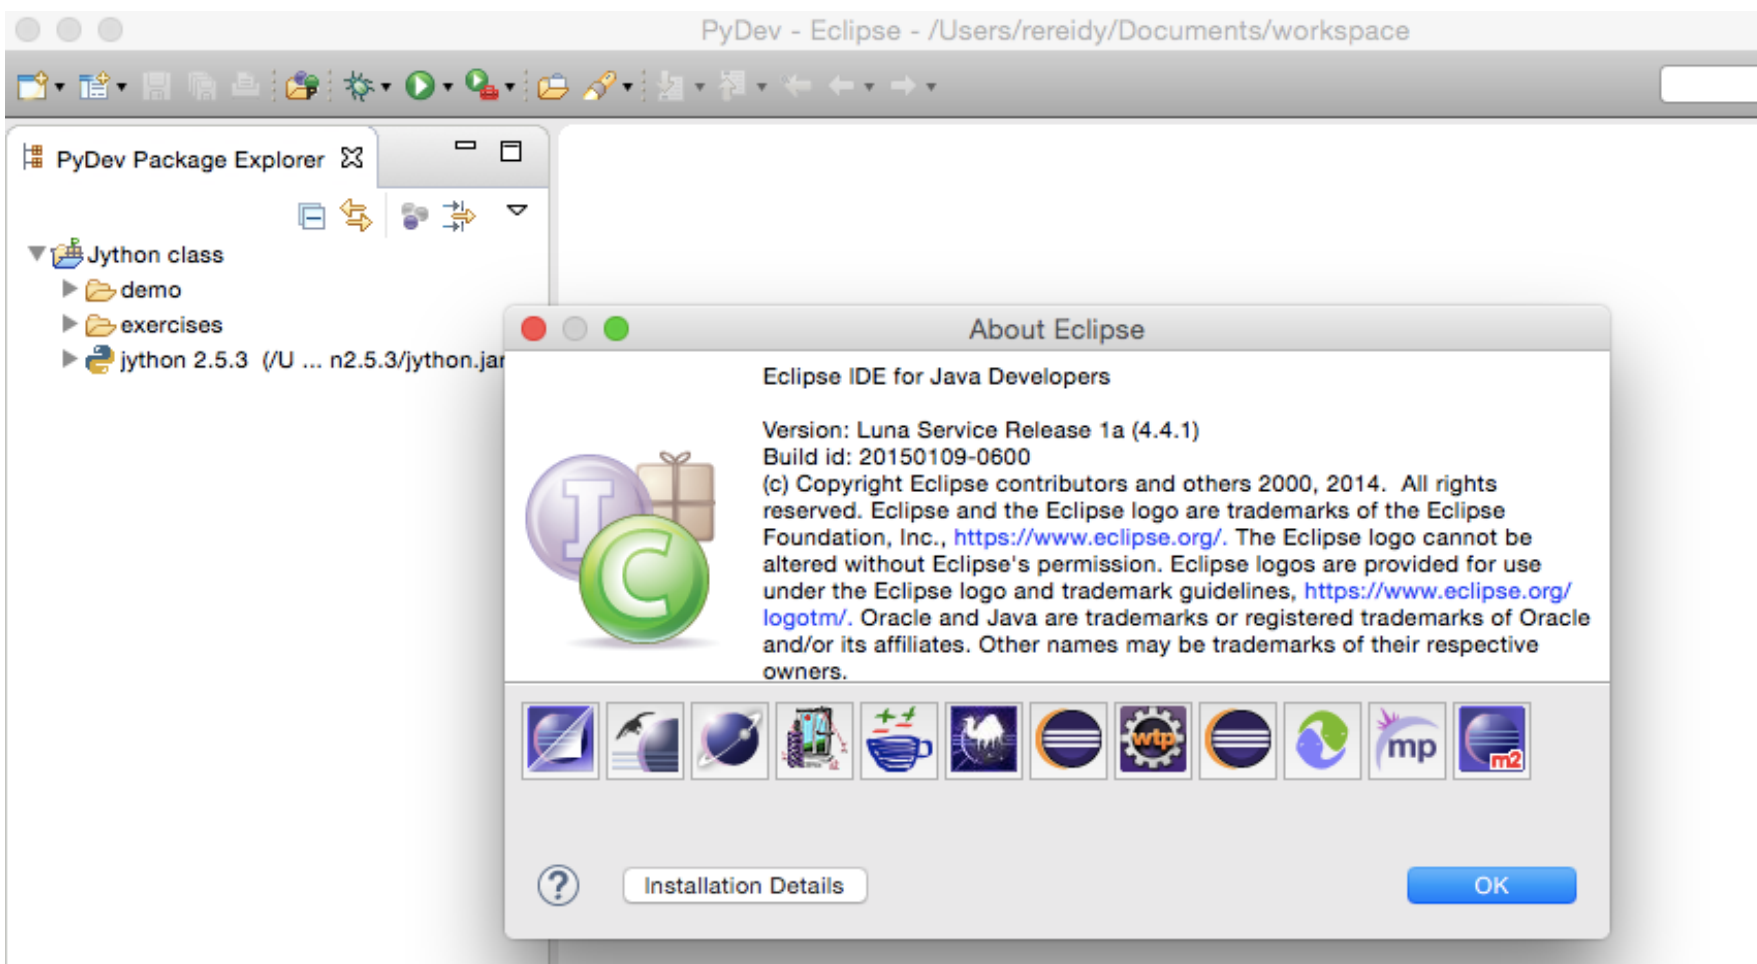 PyDev - Eclipse - /Users/rereidy/Documents/workspace
PyDev Package Explorer
Jython class
demo
exercises
jython 2.5.3 (/U ... n2.5.3/jython.jar
About Eclipse
Eclipse IDE for Java Developers
Version: Luna Service Release 1a (4.4.1)
Build id: 20150109-0600
(c) Copyright Eclipse contributors and others 2000, 2014.  All rights
reserved. Eclipse and the Eclipse logo are trademarks of the Eclipse
Foundation, Inc., https://www.eclipse.org/. The Eclipse logo cannot be
altered without Eclipse's permission. Eclipse logos are provided for use
under the Eclipse logo and trademark guidelines, https://www.eclipse.org/
logotm/. Oracle and Java are trademarks or registered trademarks of Oracle
and/or its affiliates. Other names may be trademarks of their respective
owners.
I
C
wtp
mp
m2
?
Installation Details
OK